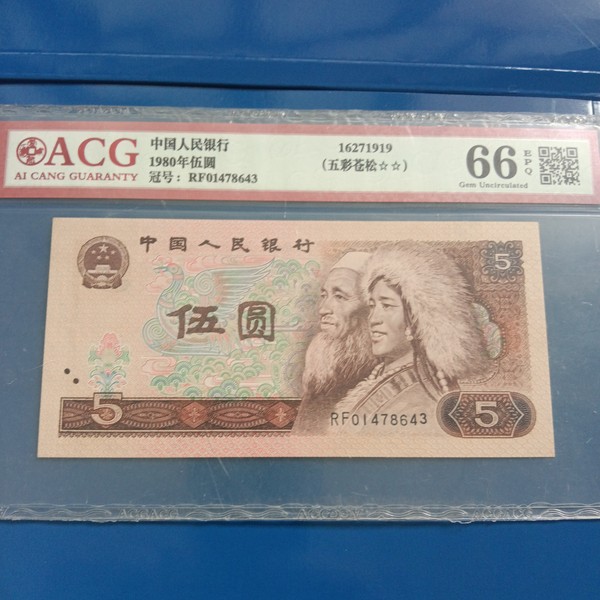 ACG
AI CANG GUARANTY
中国人民银行
1980年伍圆
冠号: RF01478643
16271919
(五彩苍松☆☆)
66
EPQ
Gem Uncirculated
中国人民银行
5
伍圆
5
RF01478643
5